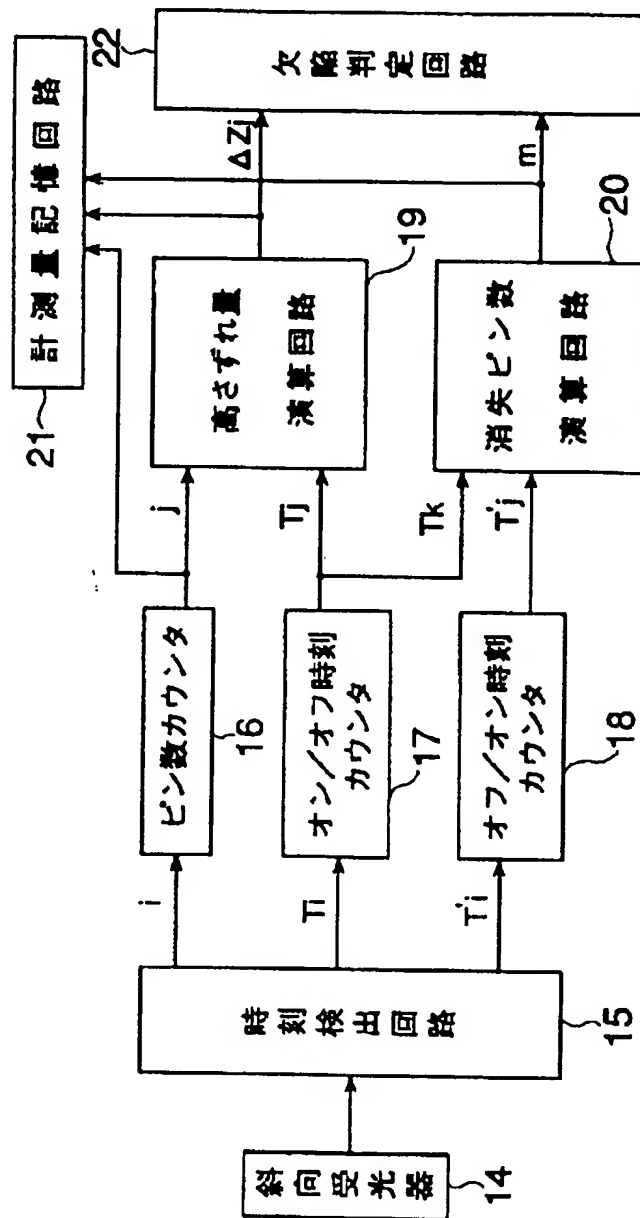 計測量記憶回路
21
欠陥判定回路
22
ΔZj
m
高さずれ量
演算回路
19
消失ピン数
演算回路
20
j
Tj
Tk
T'j
ピン数カウンタ
16
オン/オフ時刻
カウンタ
17
オフ/オン時刻
カウンタ
18
i
Ti
T'i
時刻検出回路
15
斜向受光器
14